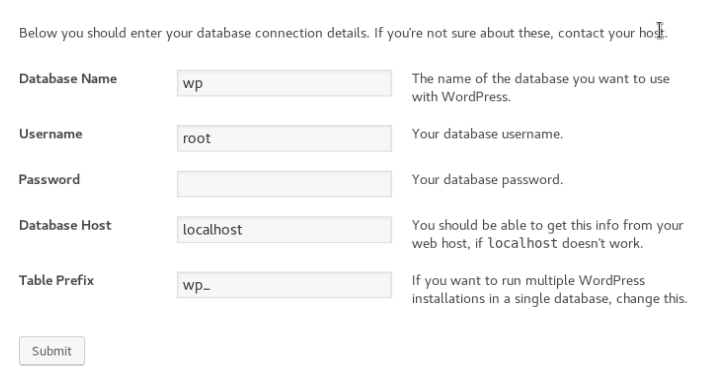 Below you should enter your database connection details. If you're not sure about these, contact your host.
Database Name
wp
The name of the database you want to use
with WordPress.
Username
root
Your database username.
Password
Your database password.
Database Host
localhost
You should be able to get this info from your
web host, if localhost doesn't work.
Table Prefix
wp_
If you want to run multiple WordPress
installations in a single database, change this.
Submit